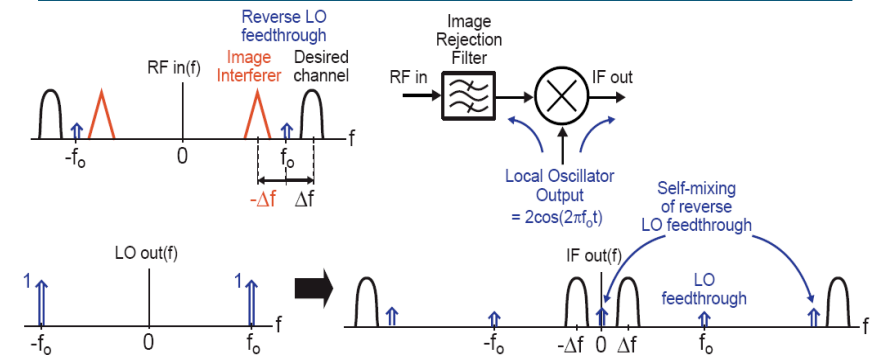 Reverse LO
feedthrough
Image
Interferer
Desired
channel
RF in(f)
-fo
0
fo
f
-Δf
Δf
Image
Rejection
Filter
RF in
IF out
Local Oscillator
Output
= 2cos(2πfot)
Self-mixing
of reverse
LO feedthrough
LO out(f)
1
1
-fo
0
fo
f
IF out(f)
LO
feedthrough
-fo
-Δf
0
Δf
fo
f